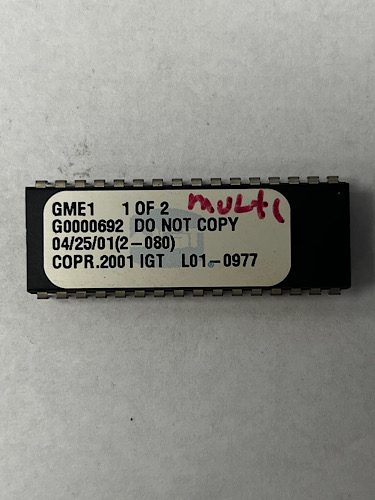 GME1 1 OF 2 multi
G0000692 DO NOT COPY
04/25/01(2-080)
COPR.2001 IGT L01-0977